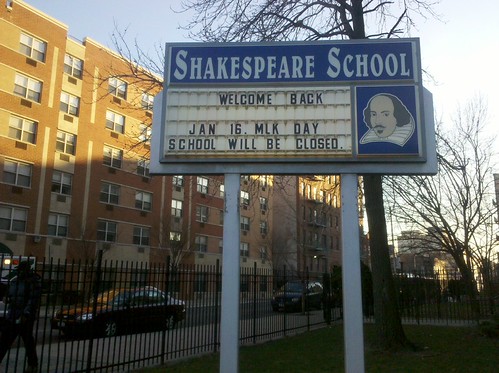 SHAKESPEARE SCHOOL
WELCOME BACK
JAN 16, MLK DAY
SCHOOL WILL BE CLOSED.